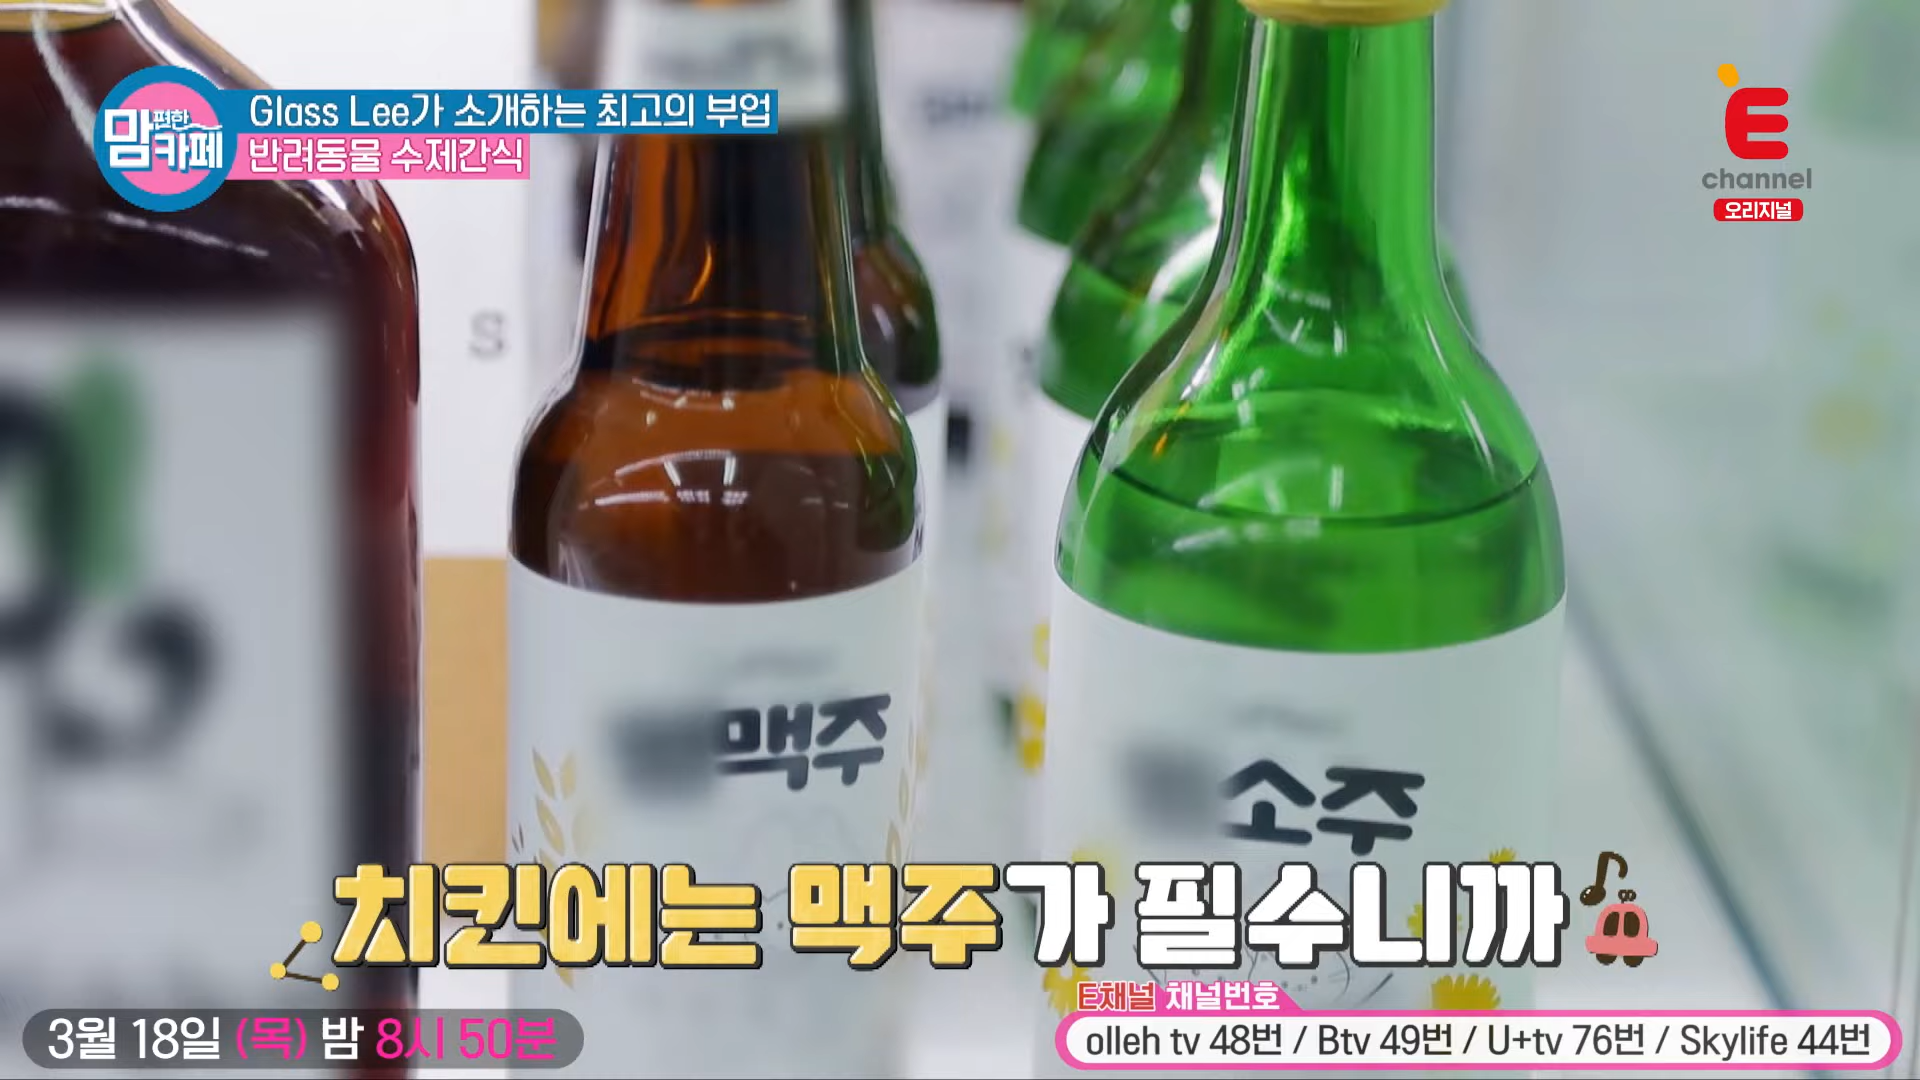 맘편한카페
Glass Lee가 소개하는 최고의 부업
반려동물 수제간식
E
channel
오리지널
S
맥주
소주
치킨에는 맥주가 필수니까
E채널 채널번호
3월 18일 (목) 밤 8시 50분
olleh tv 48번 / Btv 49번 / U+tv 76번 / Skylife 44번